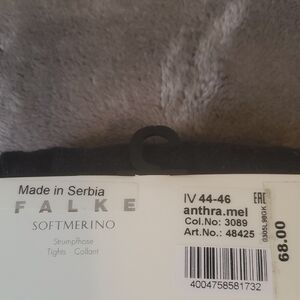 Made in Serbia
FALKE
SOFTMERINO
Strumpfhose
Tights · Collant
IV 44-46
anthra.mel
Col.No: 3089
Art.No.: 48425
4004758581732
EAC
68.00